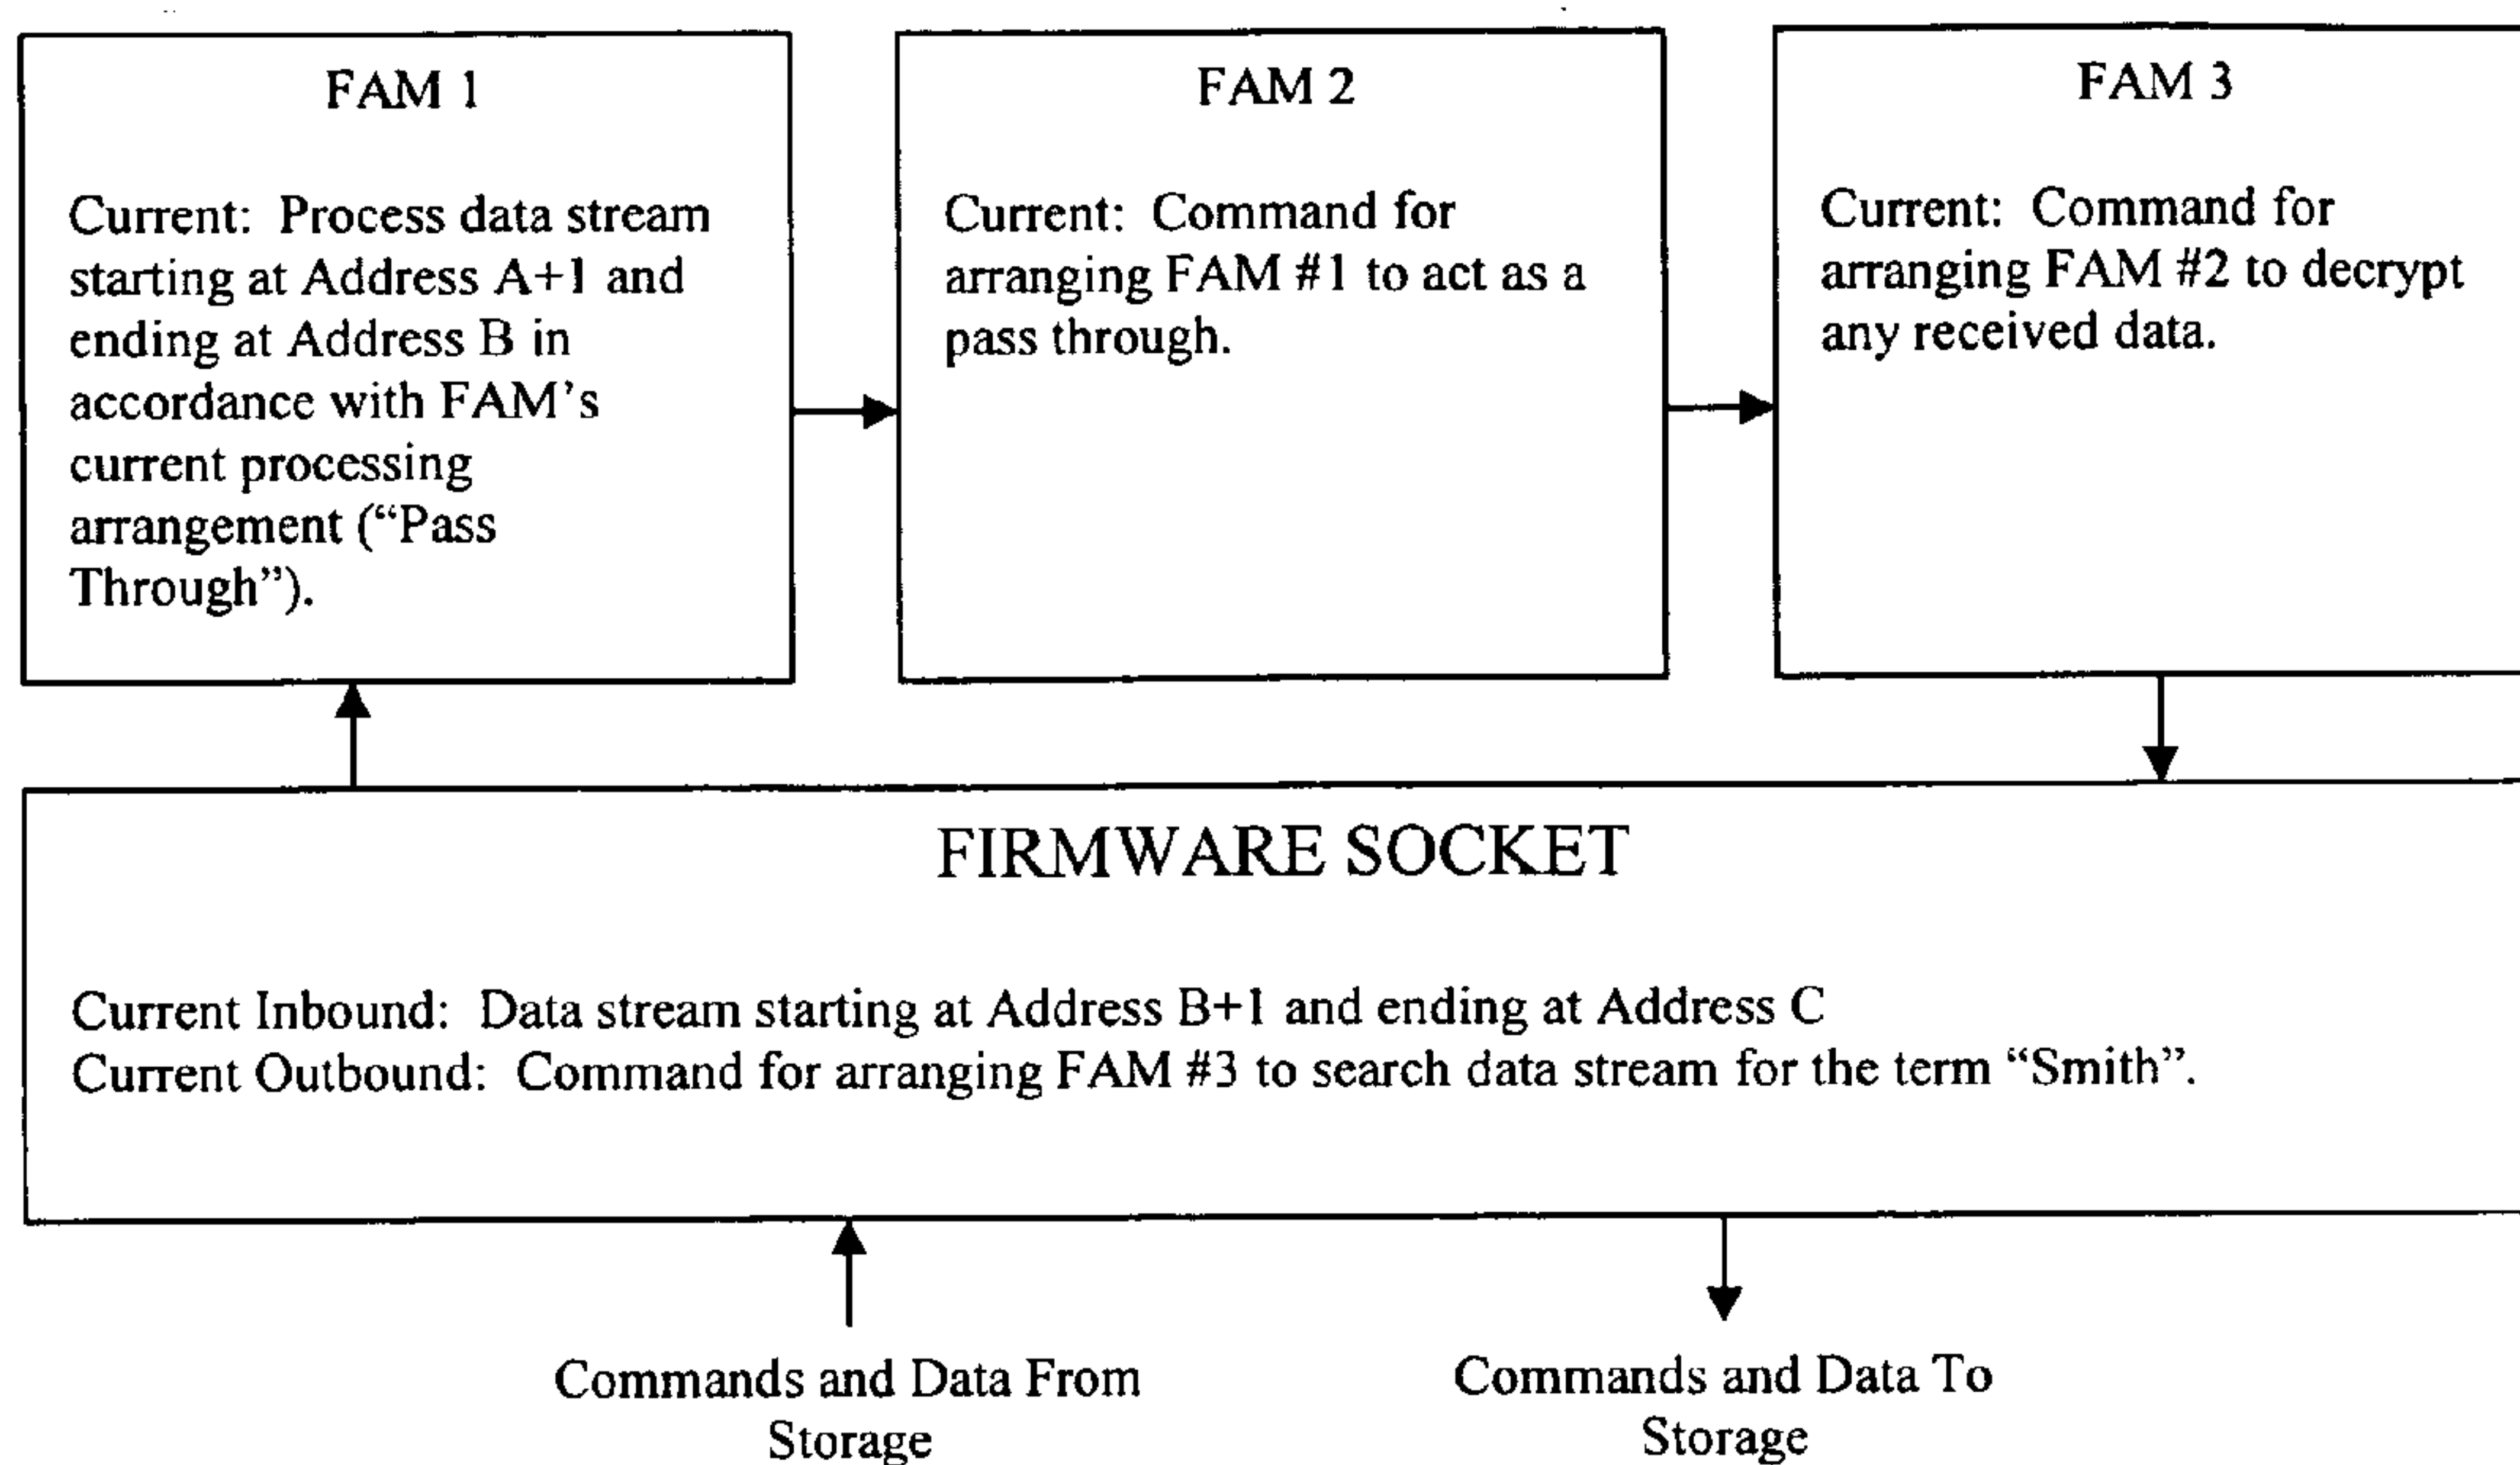 FAM 1
Current: Process data stream
starting at Address A+1 and
ending at Address B in
accordance with FAM's
current processing
arrangement (“Pass
Through”).
FAM 2
Current: Command for
arranging FAM #1 to act as a
pass through.
FAM 3
Current: Command for
arranging FAM #2 to decrypt
any received data.
FIRMWARE SOCKET
Current Inbound: Data stream starting at Address B+1 and ending at Address C
Current Outbound: Command for arranging FAM #3 to search data stream for the term “Smith”.
Commands and Data From
Storage
Commands and Data To
Storage